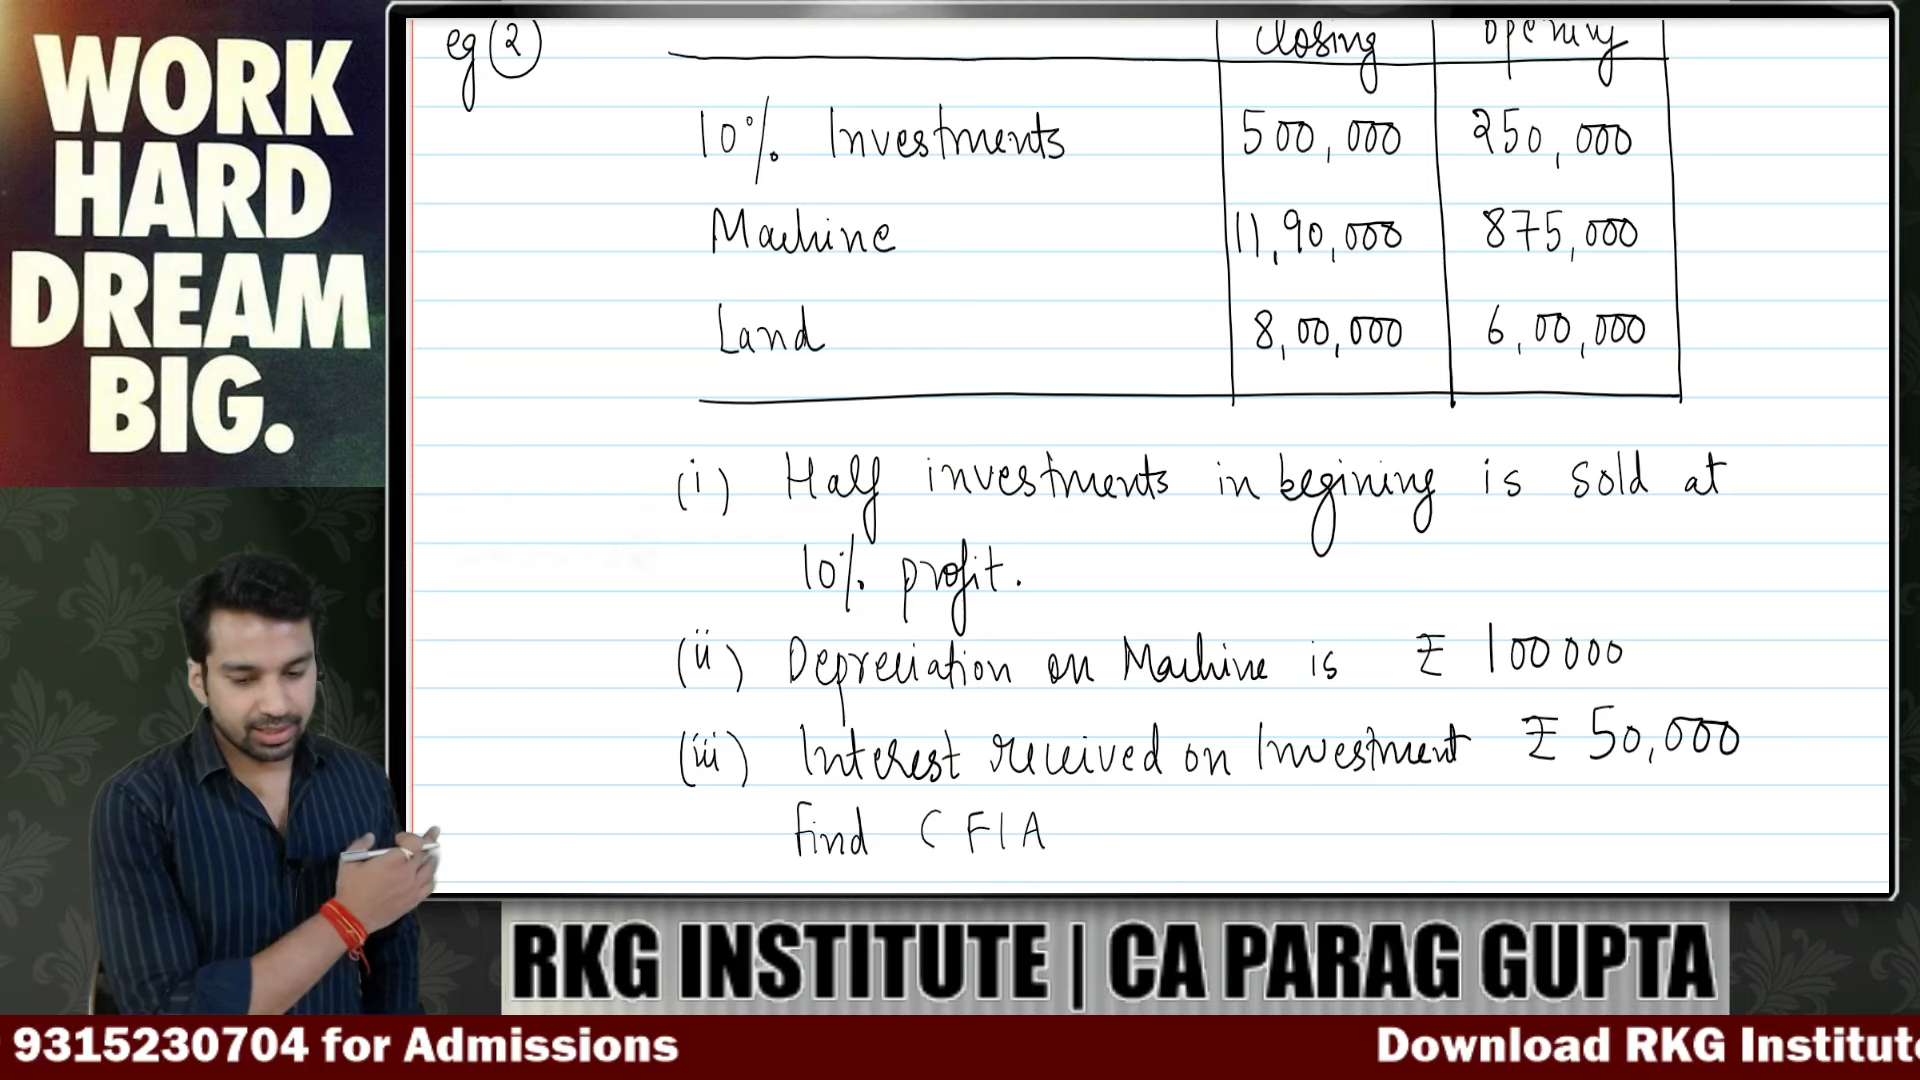 WORK
HARD
DREAM
BIG.
eg (2) closing opening
10% Investments 500,000 250,000
Machine 11,90,000 875,000
Land 8,00,000 6,00,000
(i) Half investments in begining is sold at
10% profit.
(ii) Depreciation on Machine is ₹ 100000
(iii) Interest received on Investment ₹ 50,000
Find CFIA
RKG INSTITUTE | CA PARAG GUPTA
9315230704 for Admissions Download RKG Institut